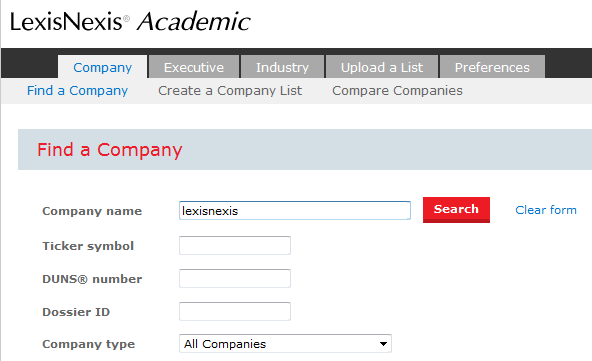 LexisNexis® Academic
Company Executive Industry Upload a List Preferences
Find a Company Create a Company List Compare Companies
Find a Company
Company name lexisnexis Search Clear form
Ticker symbol
DUNS® number
Dossier ID
Company type All Companies